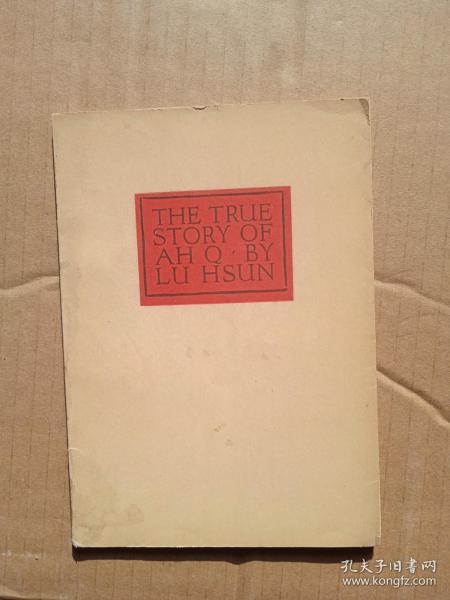 THE TRUE
STORY OF
AH Q · BY
LU HSUN
孔夫子旧书网
www.kongfz.com